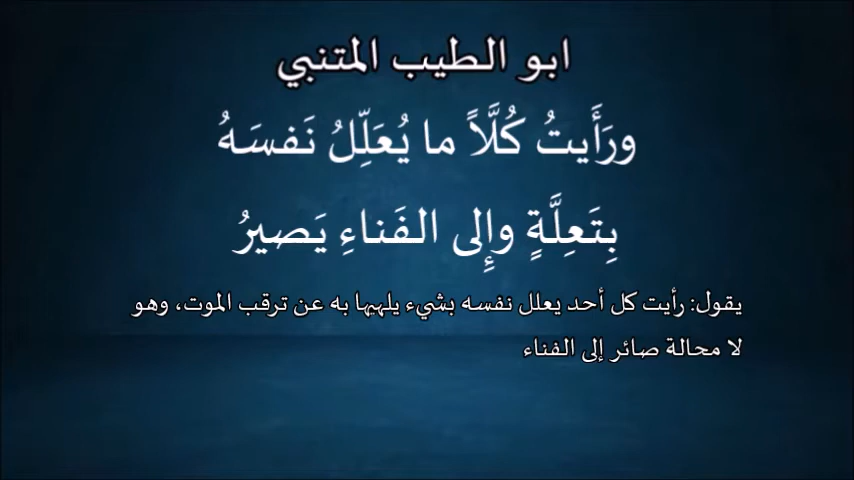 ابو الطيب المتنبي
ورَأَيتُ كُلَّاً ما يُعَلِّلُ نَفسَهُ
بِتَعِلَّةٍ وإِلى الفَناءِ يَصيرُ
يقول: رأيت كل أحد يعلل نفسه بشيء يلهيها به عن ترقب الموت، وهو
لا محالة صائر إلى الفناء